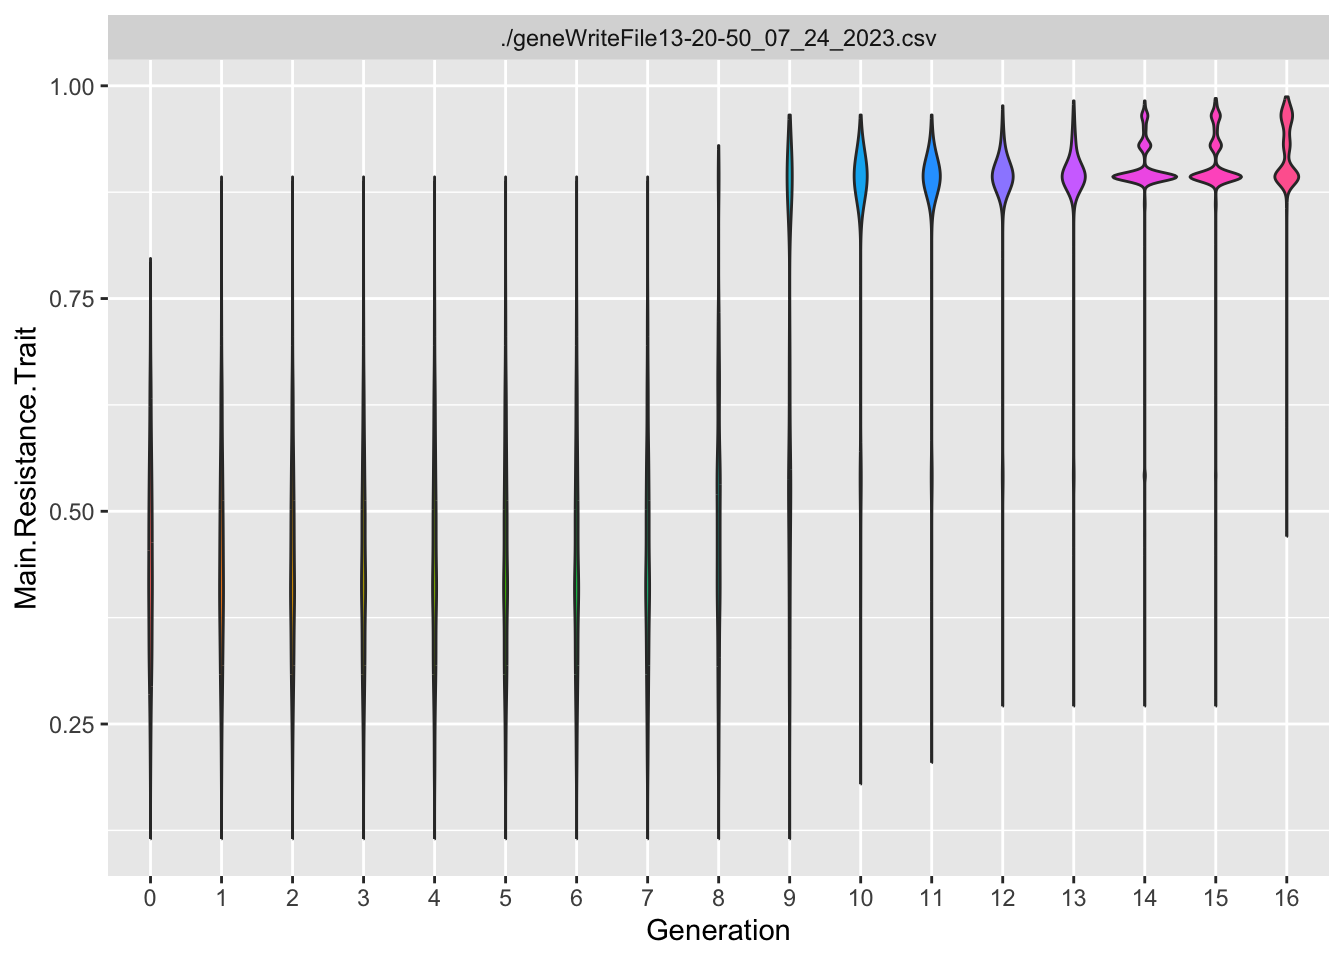 ./geneWriteFile13-20-50_07_24_2023.csv
Main.Resistance.Trait
1.00
0.75
0.50
0.25
0 1 2 3 4 5 6 7 8 9 10 11 12 13 14 15 16
Generation